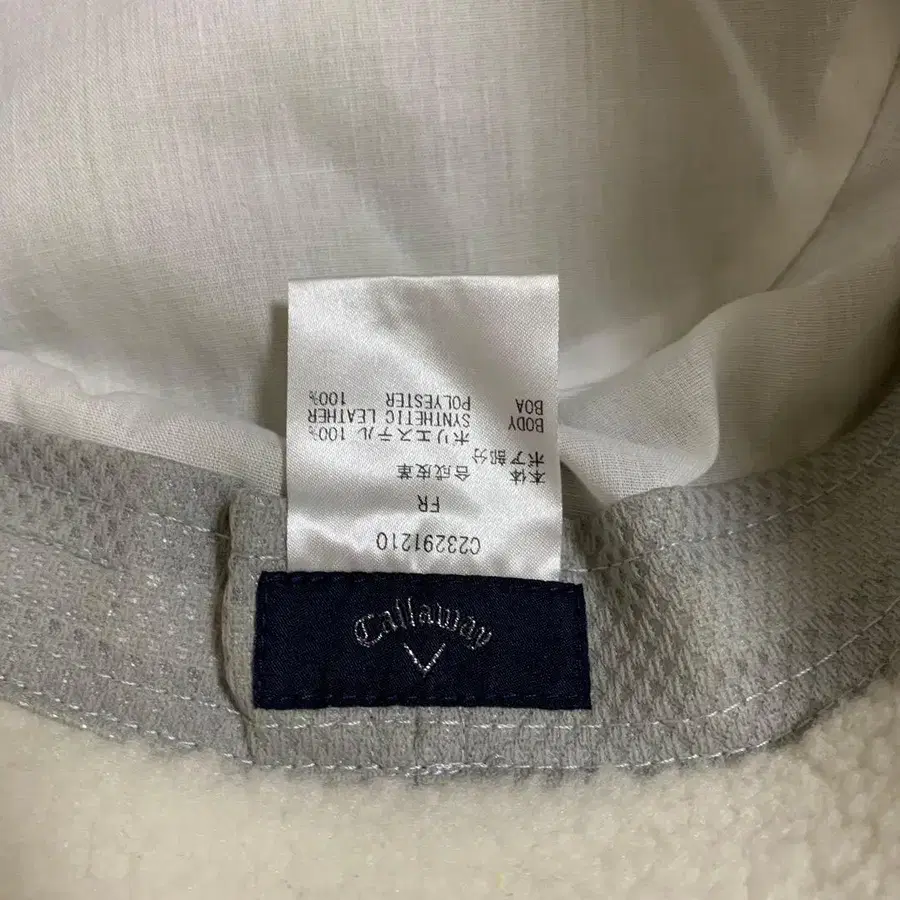 C23291210
FR
本体 合成皮革
ボア部分 ポリエステル 100%
BODY SYNTHETIC LEATHER
BOA POLYESTER 100%
Callaway